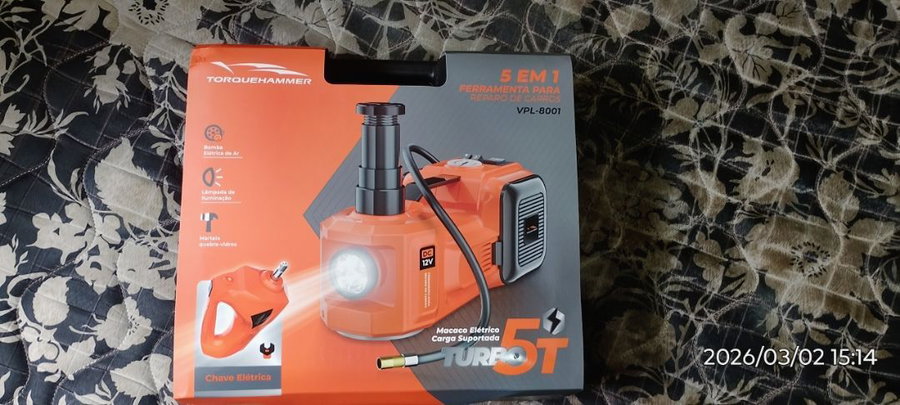 TORQUEHAMMER
5 EM 1
FERRAMENTA PARA
REPARO DE CARROS
VPL-8001
Bomba
Elétrica de Ar
Lâmpada de
Iluminação
Martelo
quebra-vidros
DC
12V
Macaco Elétrico
Carga Suportada
TURBO 5T
Chave Elétrica
2026/03/02 15:14